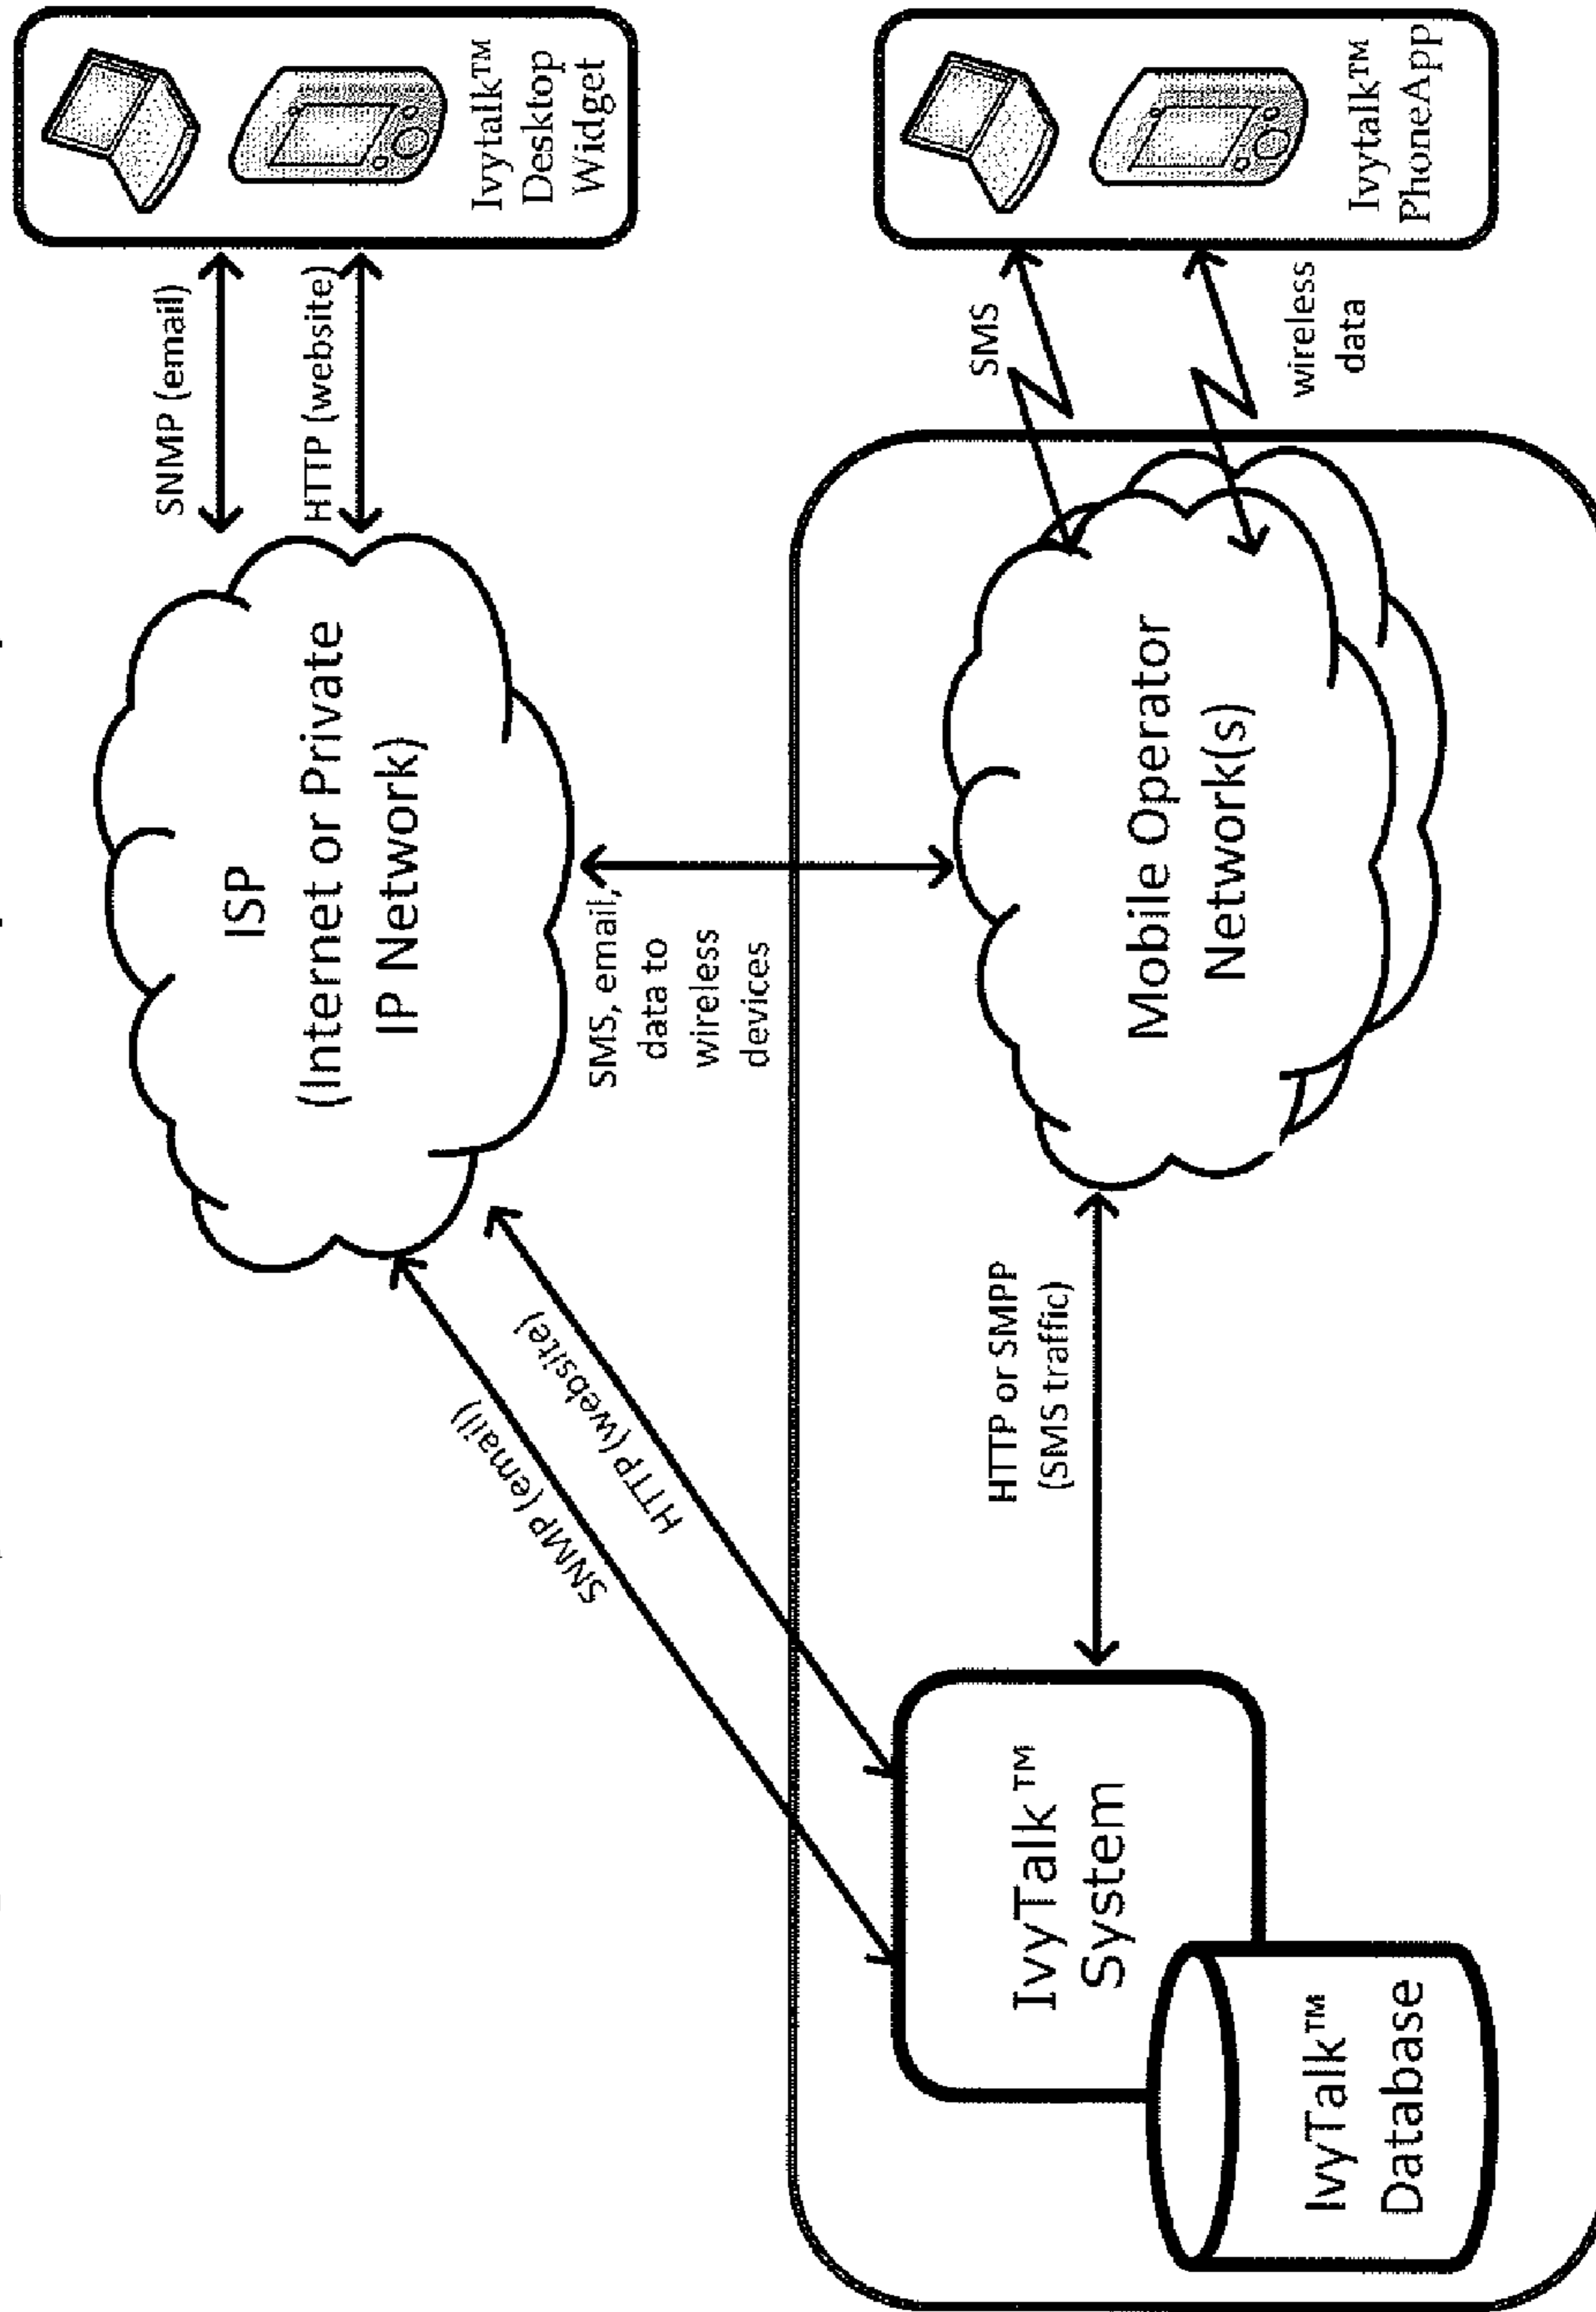 ISP
(Internet or Private
IP Network)
SNMP (email)
HTTP (website)
Ivytalk™
Desktop
Widget
SNMP (email)
HTTP (website)
SMS, email,
data to
wireless
devices
IvyTalk™
System
IvyTalk™
Database
HTTP or SMPP
(SMS traffic)
Mobile Operator
Network(s)
SMS
wireless
data
Ivytalk™
PhoneApp